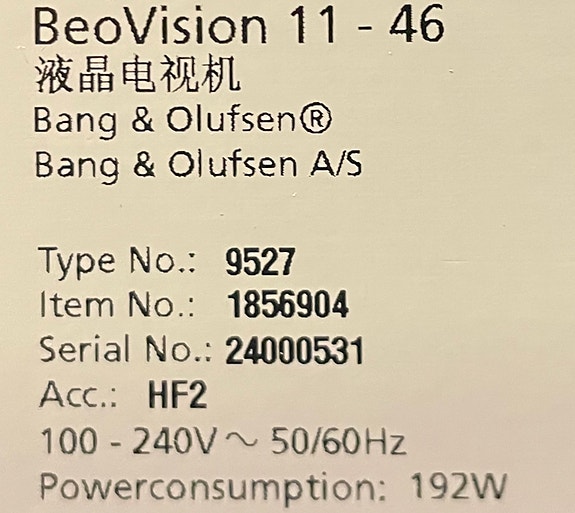 BeoVision 11 - 46
液晶电视机
Bang & Olufsen®
Bang & Olufsen A/S
Type No.: 9527
Item No.: 1856904
Serial No.: 24000531
Acc.: HF2
100 - 240V ~ 50/60Hz
Powerconsumption: 192W